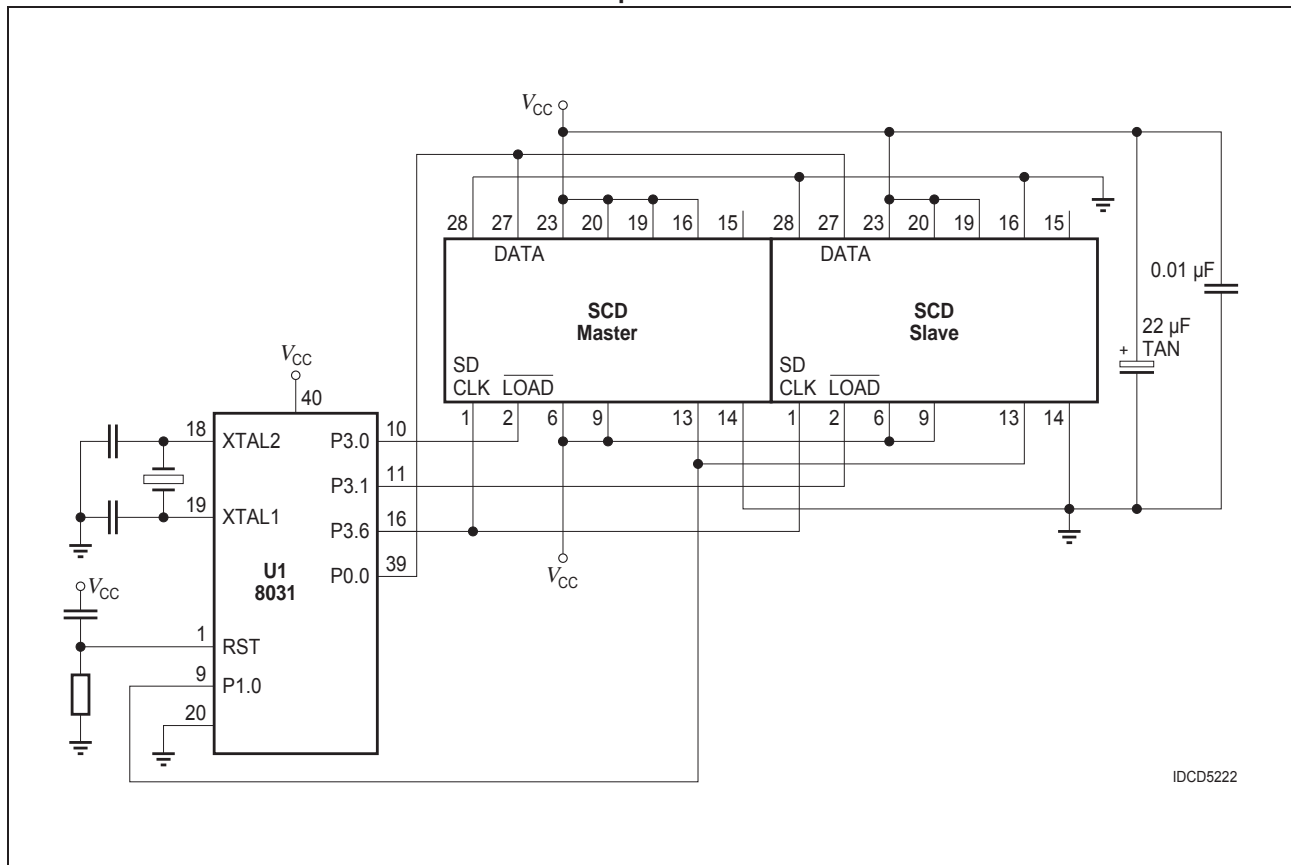 VCC
28 27 23 20 19 16 15 28 27 23 20 19 16 15
DATA DATA
0.01 µF
SCD
Master
SCD
Slave
22 µF
TAN
+
SD
CLK LOAD
SD
CLK LOAD
1 2 6 9 13 14 1 2 6 9 13 14
VCC
40
18 XTAL2 P3.0 10
P3.1 11
19 XTAL1 P3.6 16
P0.0 39
U1
8031
VCC
VCC
1 RST
9 P1.0
20
IDCD5222